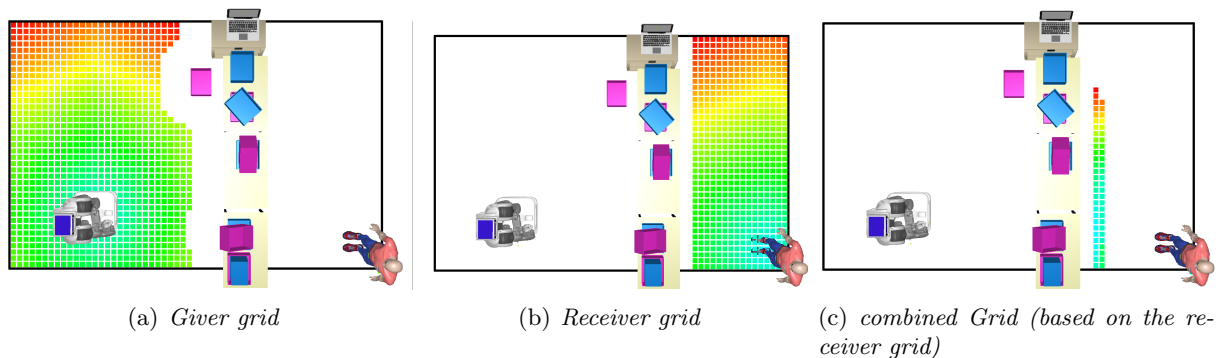 (a) Giver grid
(b) Receiver grid
(c) combined Grid (based on the re-
ceiver grid)